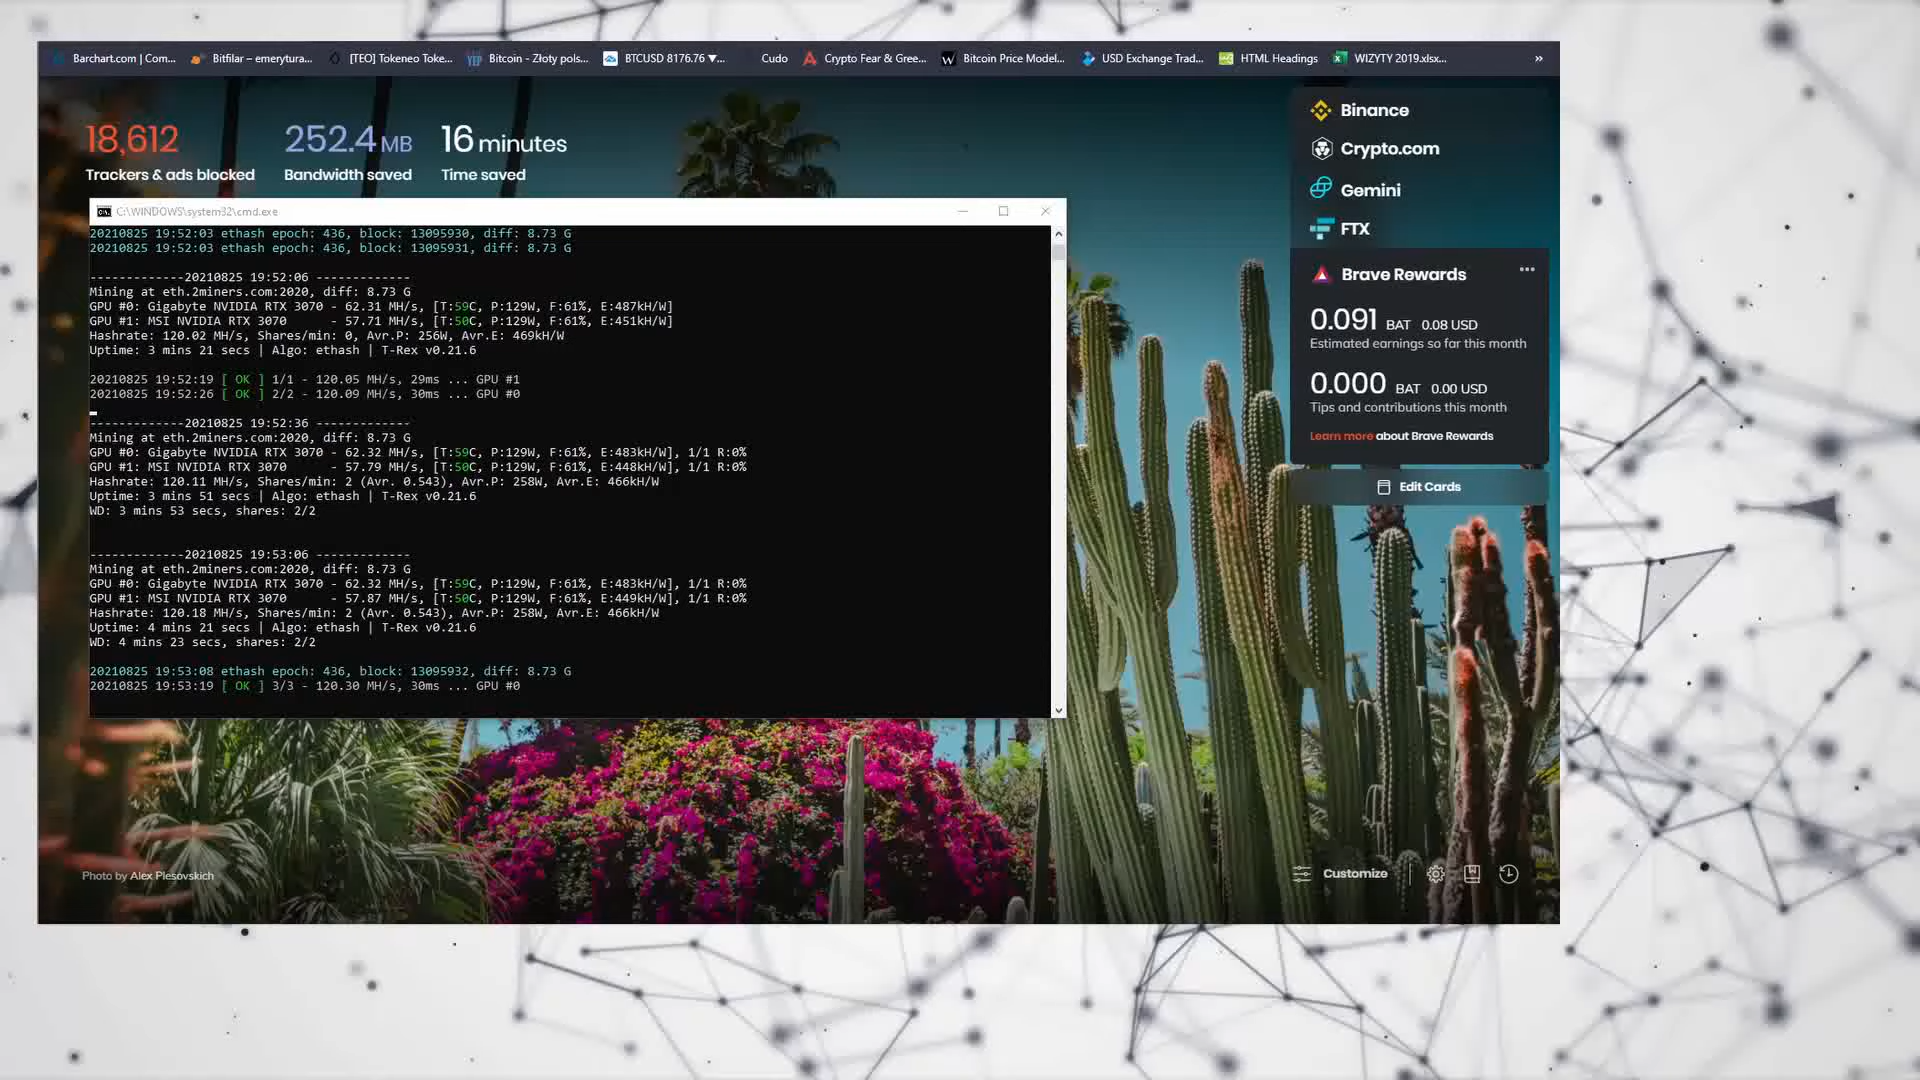 Barchart.com | Com... Bitfilar – emerytura... [TEO] Tokeneo Toke... Bitcoin - Złoty pols... BTCUSD 8176.76 ▼... Cudo Crypto Fear & Gree... Bitcoin Price Model... USD Exchange Trad... HTML Headings WIZYTY 2019.xlsx... »
18,612 252.4 MB 16 minutes
Trackers & ads blocked Bandwidth saved Time saved
C:\WINDOWS\system32\cmd.exe
20210825 19:52:03 ethash epoch: 436, block: 13095930, diff: 8.73 G
20210825 19:52:03 ethash epoch: 436, block: 13095931, diff: 8.73 G
-------------20210825 19:52:06 -------------
Mining at eth.2miners.com:2020, diff: 8.73 G
GPU #0: Gigabyte NVIDIA RTX 3070 - 62.31 MH/s, [T:59C, P:129W, F:61%, E:487kH/W]
GPU #1: MSI NVIDIA RTX 3070 - 57.71 MH/s, [T:50C, P:129W, F:61%, E:451kH/W]
Hashrate: 120.02 MH/s, Shares/min: 0, Avr.P: 256W, Avr.E: 469kH/W
Uptime: 3 mins 21 secs | Algo: ethash | T-Rex v0.21.6
20210825 19:52:19 [ OK ] 1/1 - 120.05 MH/s, 29ms ... GPU #1
20210825 19:52:26 [ OK ] 2/2 - 120.09 MH/s, 30ms ... GPU #0
-------------20210825 19:52:36 -------------
Mining at eth.2miners.com:2020, diff: 8.73 G
GPU #0: Gigabyte NVIDIA RTX 3070 - 62.32 MH/s, [T:59C, P:129W, F:61%, E:483kH/W], 1/1 R:0%
GPU #1: MSI NVIDIA RTX 3070 - 57.79 MH/s, [T:50C, P:129W, F:61%, E:448kH/W], 1/1 R:0%
Hashrate: 120.11 MH/s, Shares/min: 2 (Avr. 0.543), Avr.P: 258W, Avr.E: 466kH/W
Uptime: 3 mins 51 secs | Algo: ethash | T-Rex v0.21.6
WD: 3 mins 53 secs, shares: 2/2
-------------20210825 19:53:06 -------------
Mining at eth.2miners.com:2020, diff: 8.73 G
GPU #0: Gigabyte NVIDIA RTX 3070 - 62.32 MH/s, [T:59C, P:129W, F:61%, E:483kH/W], 1/1 R:0%
GPU #1: MSI NVIDIA RTX 3070 - 57.87 MH/s, [T:50C, P:129W, F:61%, E:449kH/W], 1/1 R:0%
Hashrate: 120.18 MH/s, Shares/min: 2 (Avr. 0.543), Avr.P: 258W, Avr.E: 466kH/W
Uptime: 4 mins 21 secs | Algo: ethash | T-Rex v0.21.6
WD: 4 mins 23 secs, shares: 2/2
20210825 19:53:08 ethash epoch: 436, block: 13095932, diff: 8.73 G
20210825 19:53:19 [ OK ] 3/3 - 120.30 MH/s, 30ms ... GPU #0
Binance
Crypto.com
Gemini
FTX
Brave Rewards
0.091 BAT 0.08 USD
Estimated earnings so far this month
0.000 BAT 0.00 USD
Tips and contributions this month
Learn more about Brave Rewards
Edit Cards
Photo by Alex Plesovskich
Customize